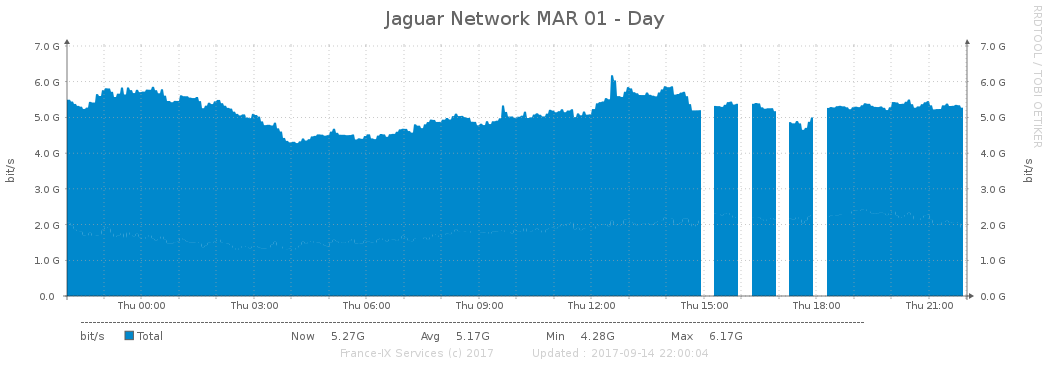 Jaguar Network MAR 01 - Day
RRDTOOL / TOBI OETIKER
7.0 G 7.0 G
6.0 G 6.0 G
5.0 G 5.0 G
4.0 G 4.0 G
3.0 G 3.0 G
2.0 G 2.0 G
1.0 G 1.0 G
0.0 0.0 G
bit/s bit/s
Thu 00:00 Thu 03:00 Thu 06:00 Thu 09:00 Thu 12:00 Thu 15:00 Thu 18:00 Thu 21:00
bit/s Total Now 5.27G Avg 5.17G Min 4.28G Max 6.17G
France-IX Services (c) 2017 Updated : 2017-09-14 22:00:04